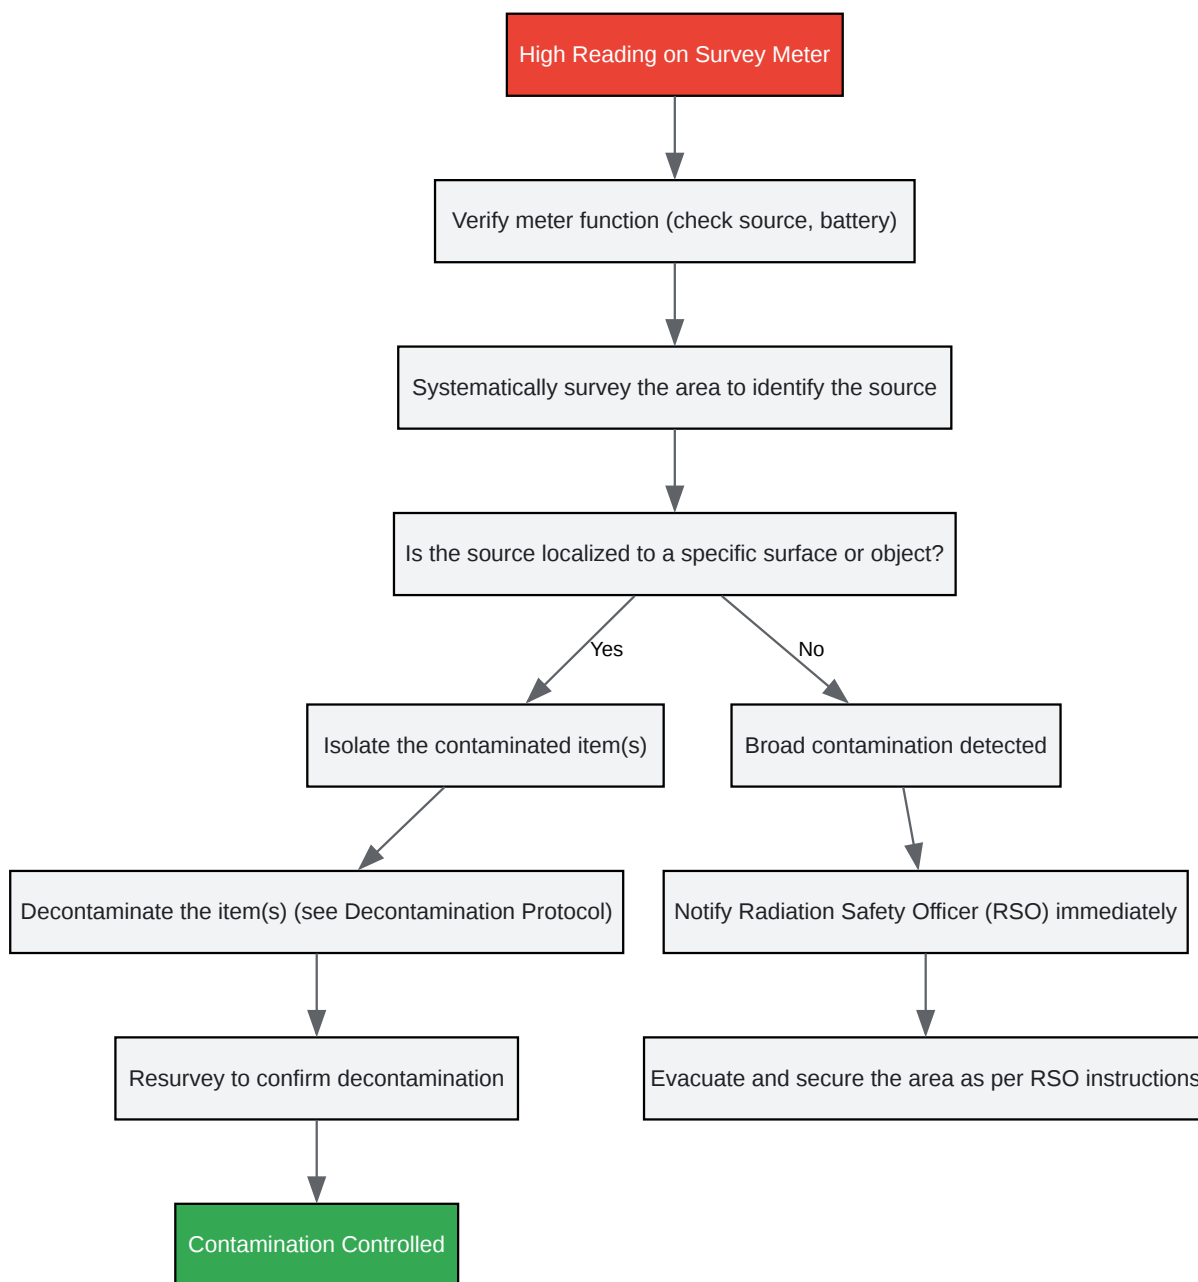 High Reading on Survey Meter
Verify meter function (check source, battery)
Systematically survey the area to identify the source
Is the source localized to a specific surface or object?
Yes
No
Isolate the contaminated item(s)
Broad contamination detected
Decontaminate the item(s) (see Decontamination Protocol)
Notify Radiation Safety Officer (RSO) immediately
Resurvey to confirm decontamination
Evacuate and secure the area as per RSO instructions
Contamination Controlled